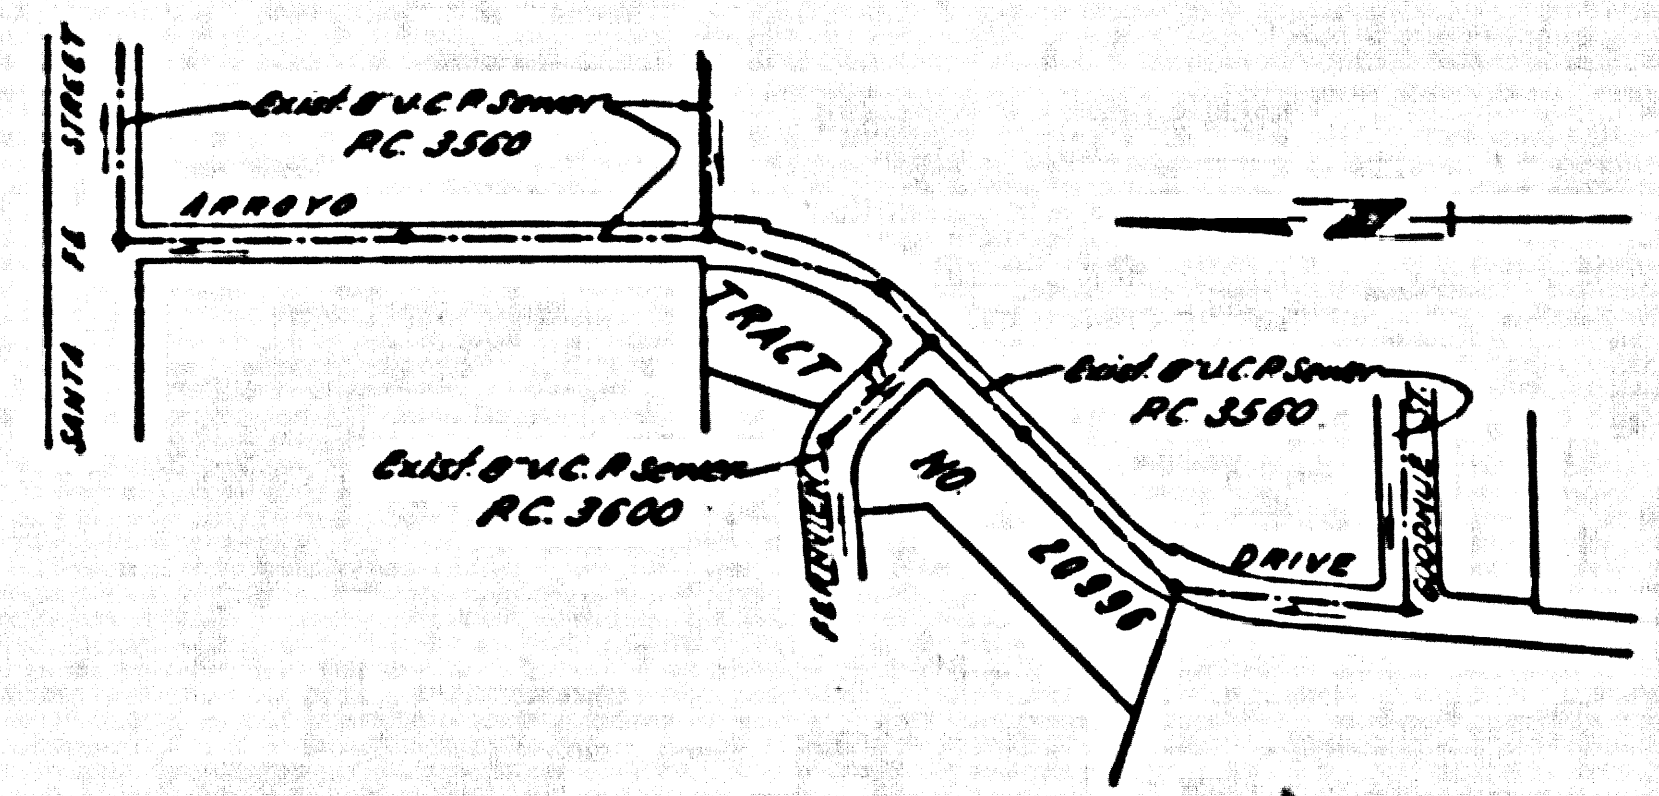 SANTA FE STREET
Exist. 8" V.C.P. Sewer
P.C. 3560
ARROYO
TRACT
Exist. 8" V.C.P. Sewer
P.C. 3560
Exist. 8" V.C.P. Sewer
P.C. 3600
NO
20996
DRIVE
ST.